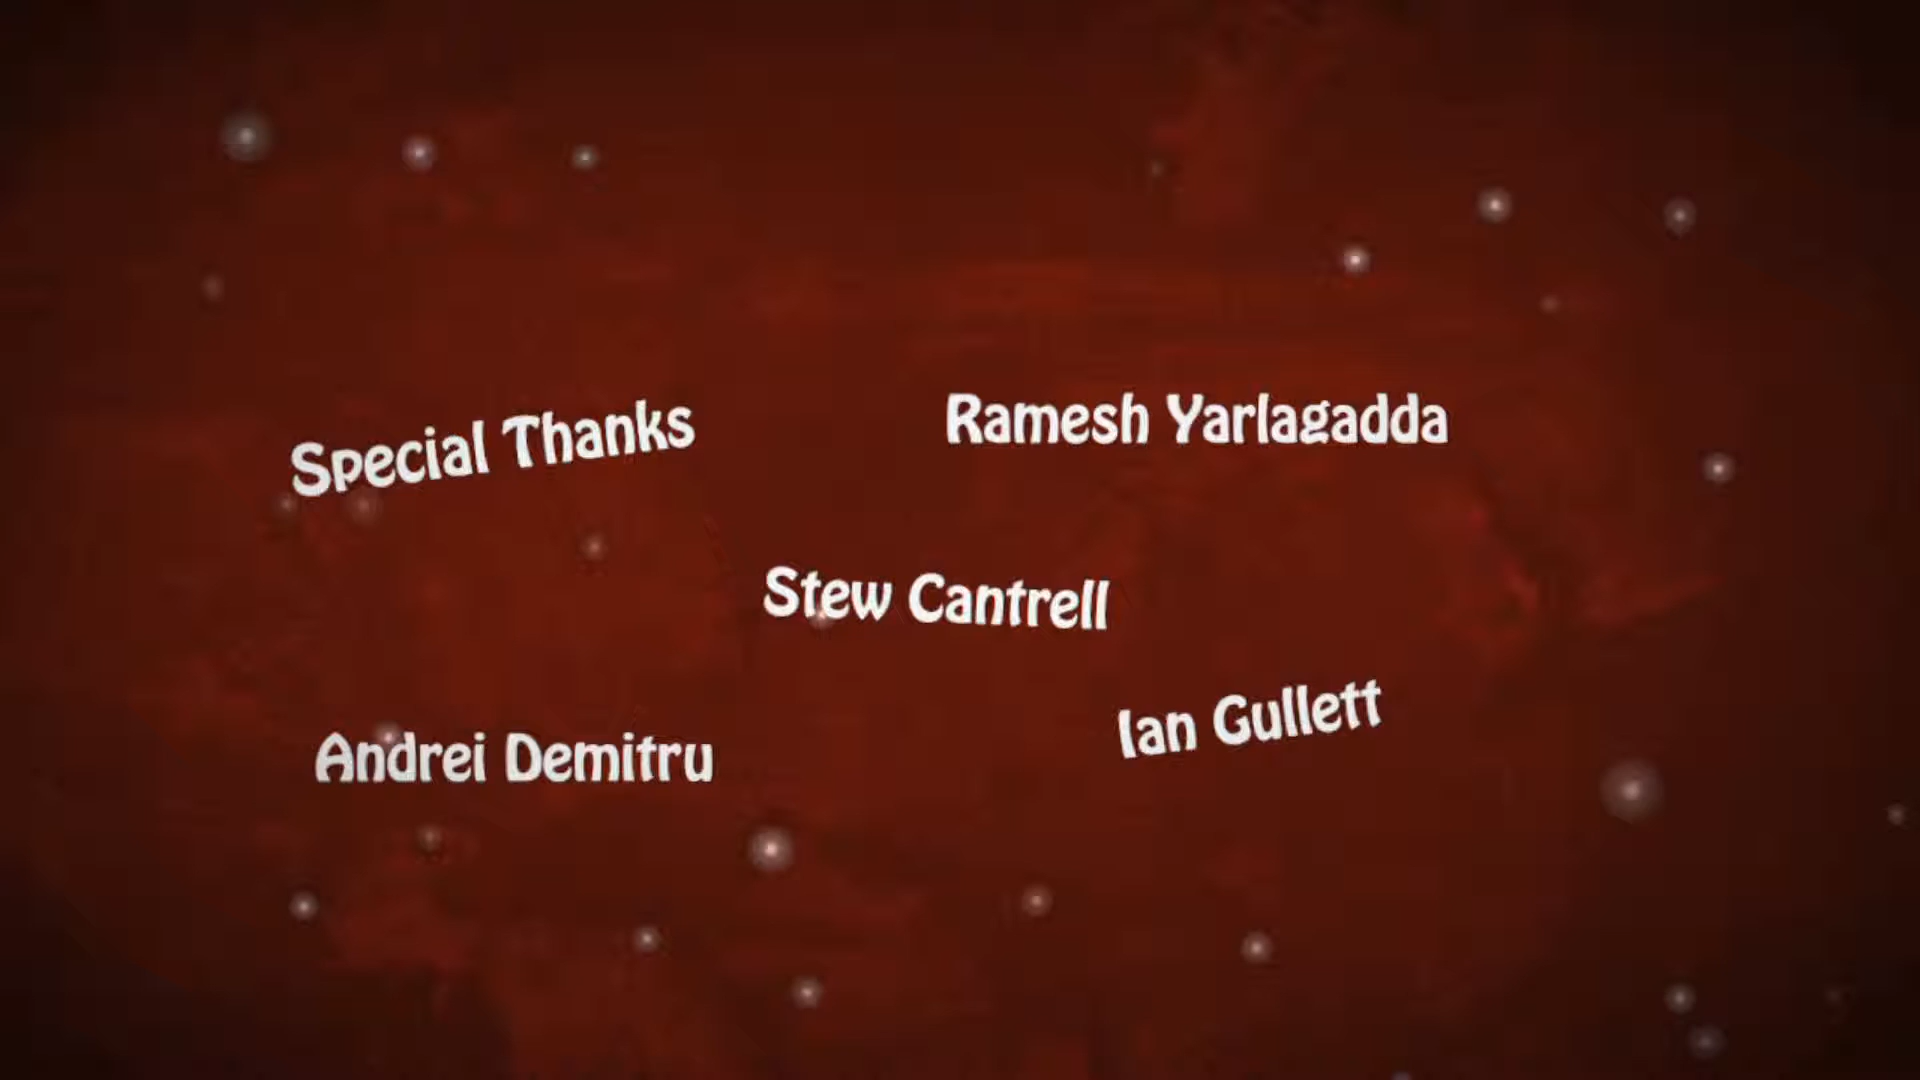 Special Thanks
Ramesh Yarlagadda
Stew Cantrell
Ian Gullett
Andrei Demitru